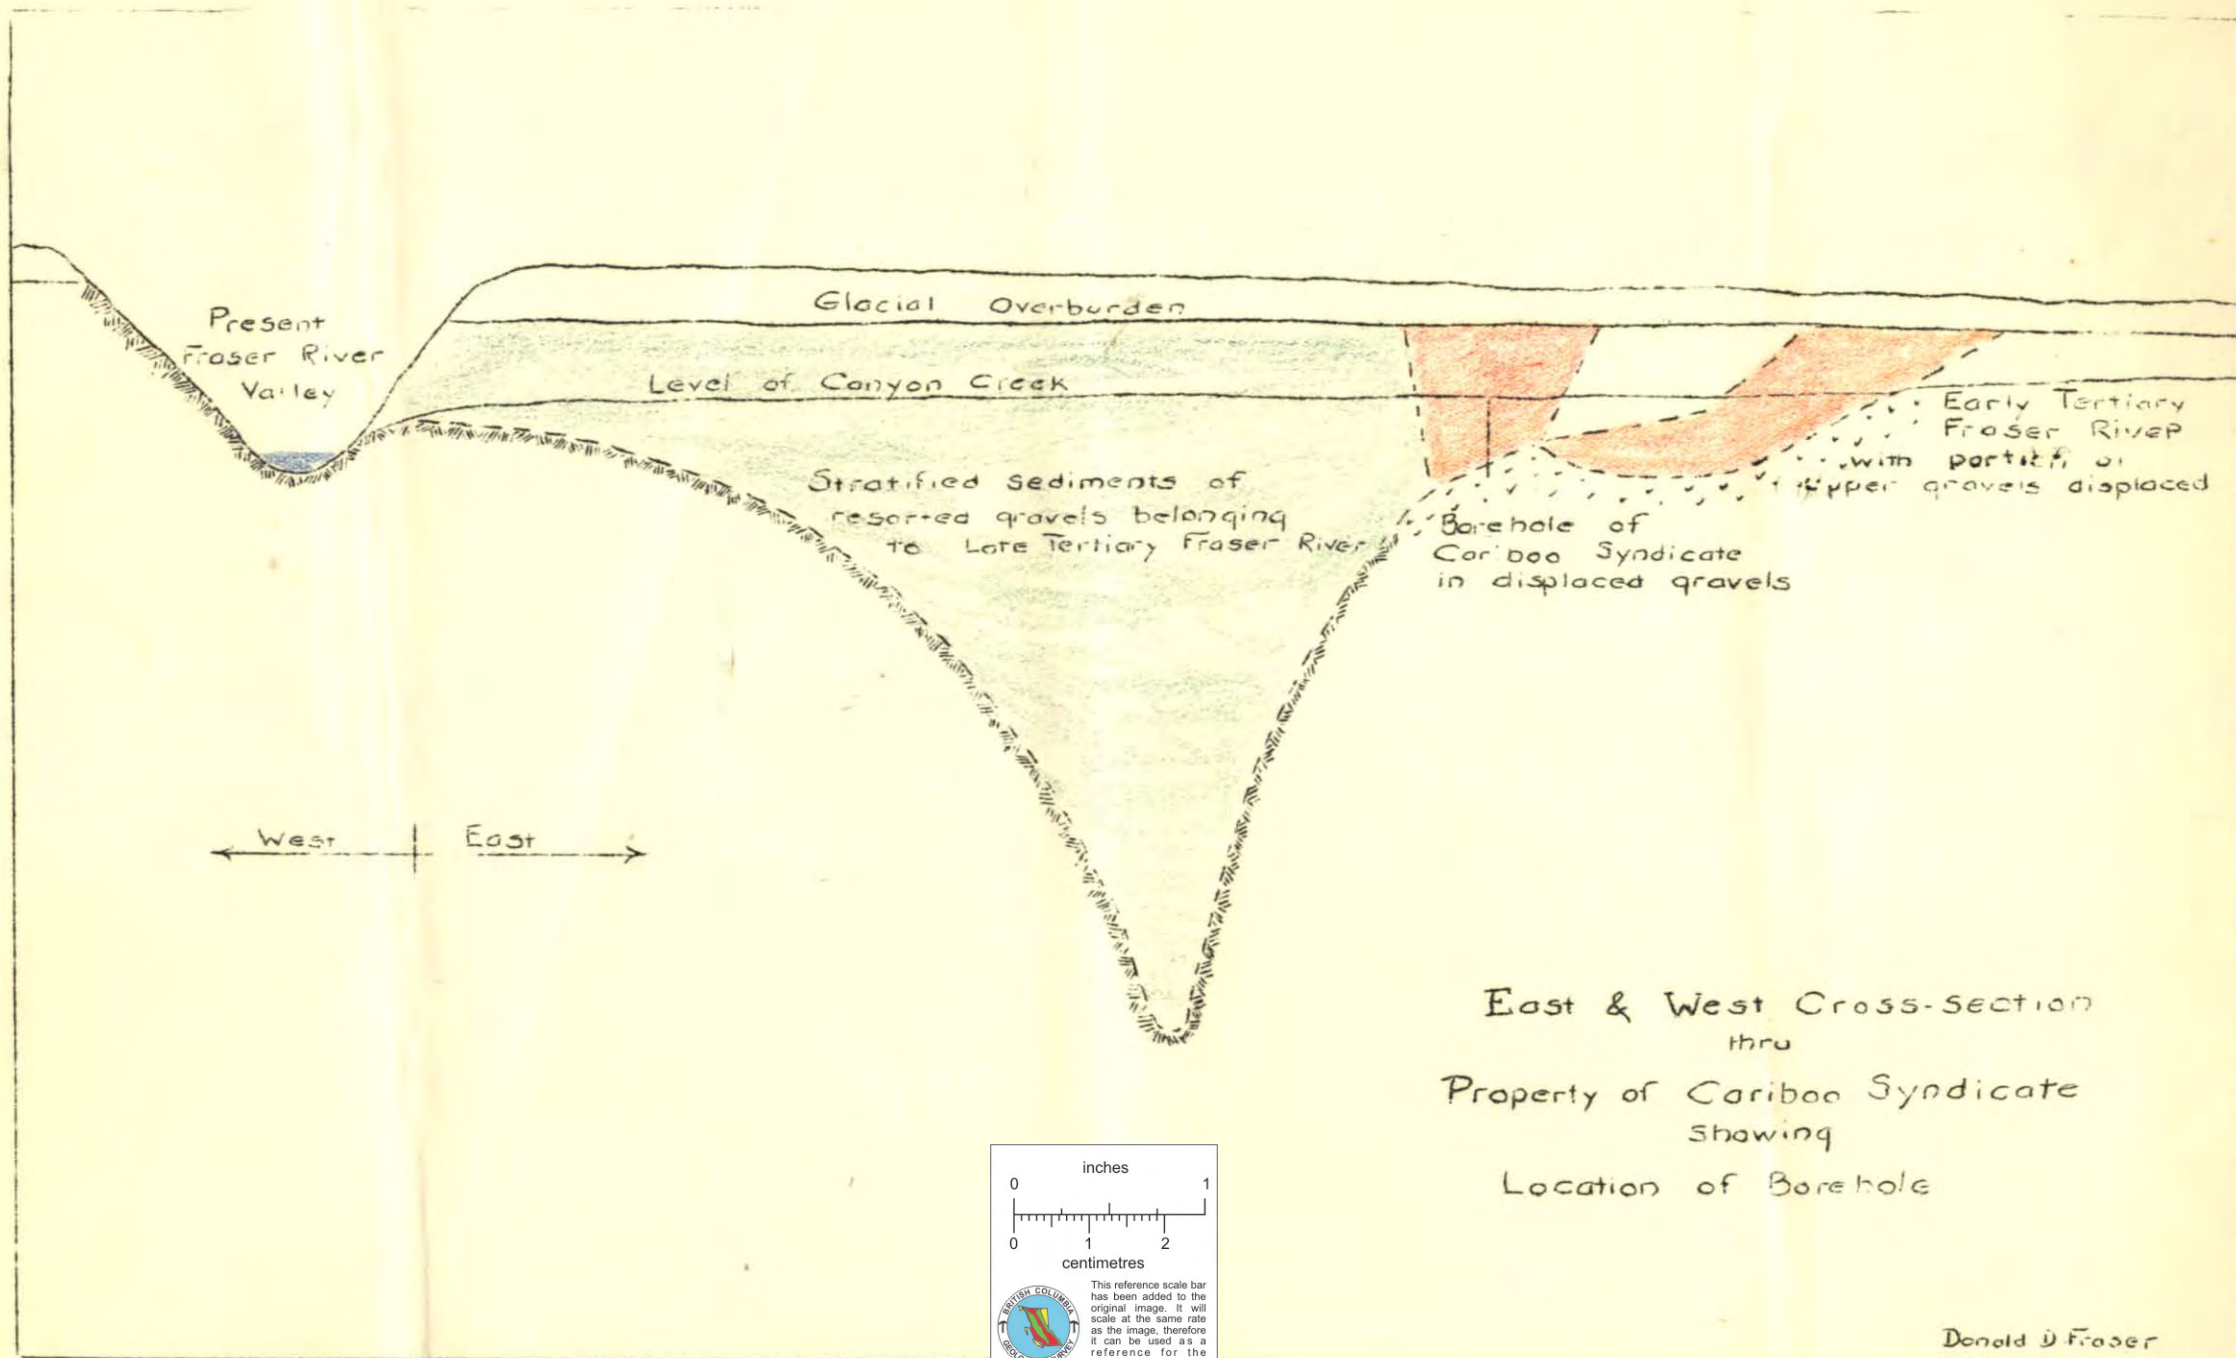 Present
Fraser River
Valley
Glacial Overburden
Level of Canyon Creek
Stratified sediments of
resorted gravels belonging
to Late Tertiary Fraser River
Early Tertiary
Fraser River
with portion of
upper gravels displaced
Borehole of
Cariboo Syndicate
in displaced gravels
West East
East & West Cross-section
thru
Property of Cariboo Syndicate
Showing
Location of Borehole
inches
0 1
0 1 2
centimetres
This reference scale bar
has been added to the
original image. It will
scale at the same rate
as the image, therefore
it can be used as a
reference for the
BRITISH COLUMBIA
Donald D Fraser